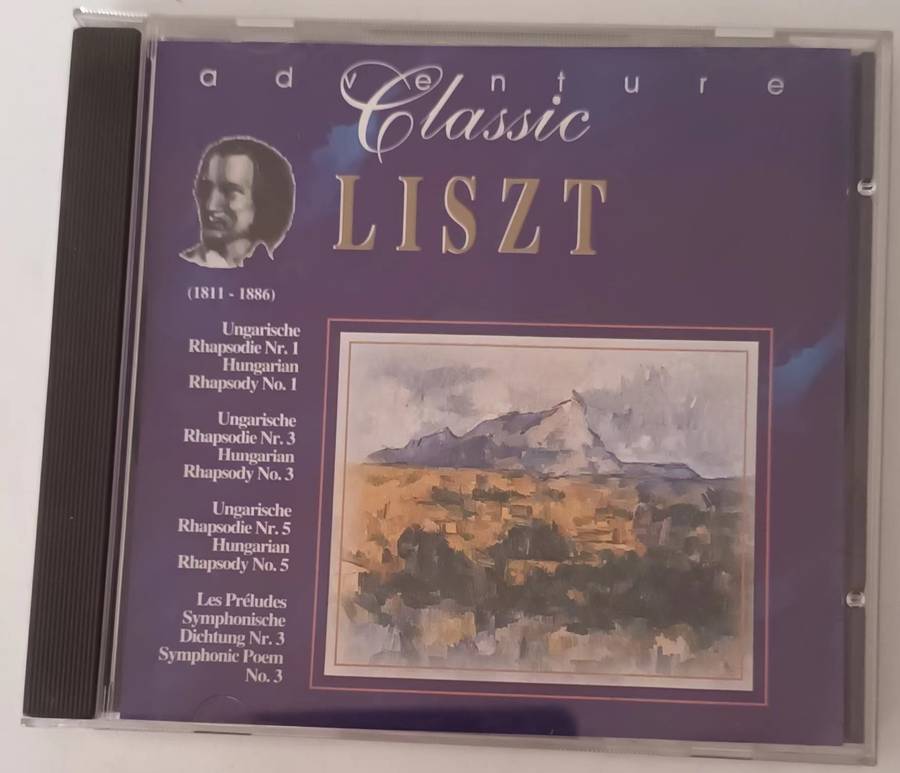 adventure
Classic
LISZT
(1811 - 1886)
Ungarische
Rhapsodie Nr. 1
Hungarian
Rhapsody No. 1
Ungarische
Rhapsodie Nr. 3
Hungarian
Rhapsody No. 3
Ungarische
Rhapsodie Nr. 5
Hungarian
Rhapsody No. 5
Les Préludes
Symphonische
Dichtung Nr. 3
Symphonic Poem
No. 3